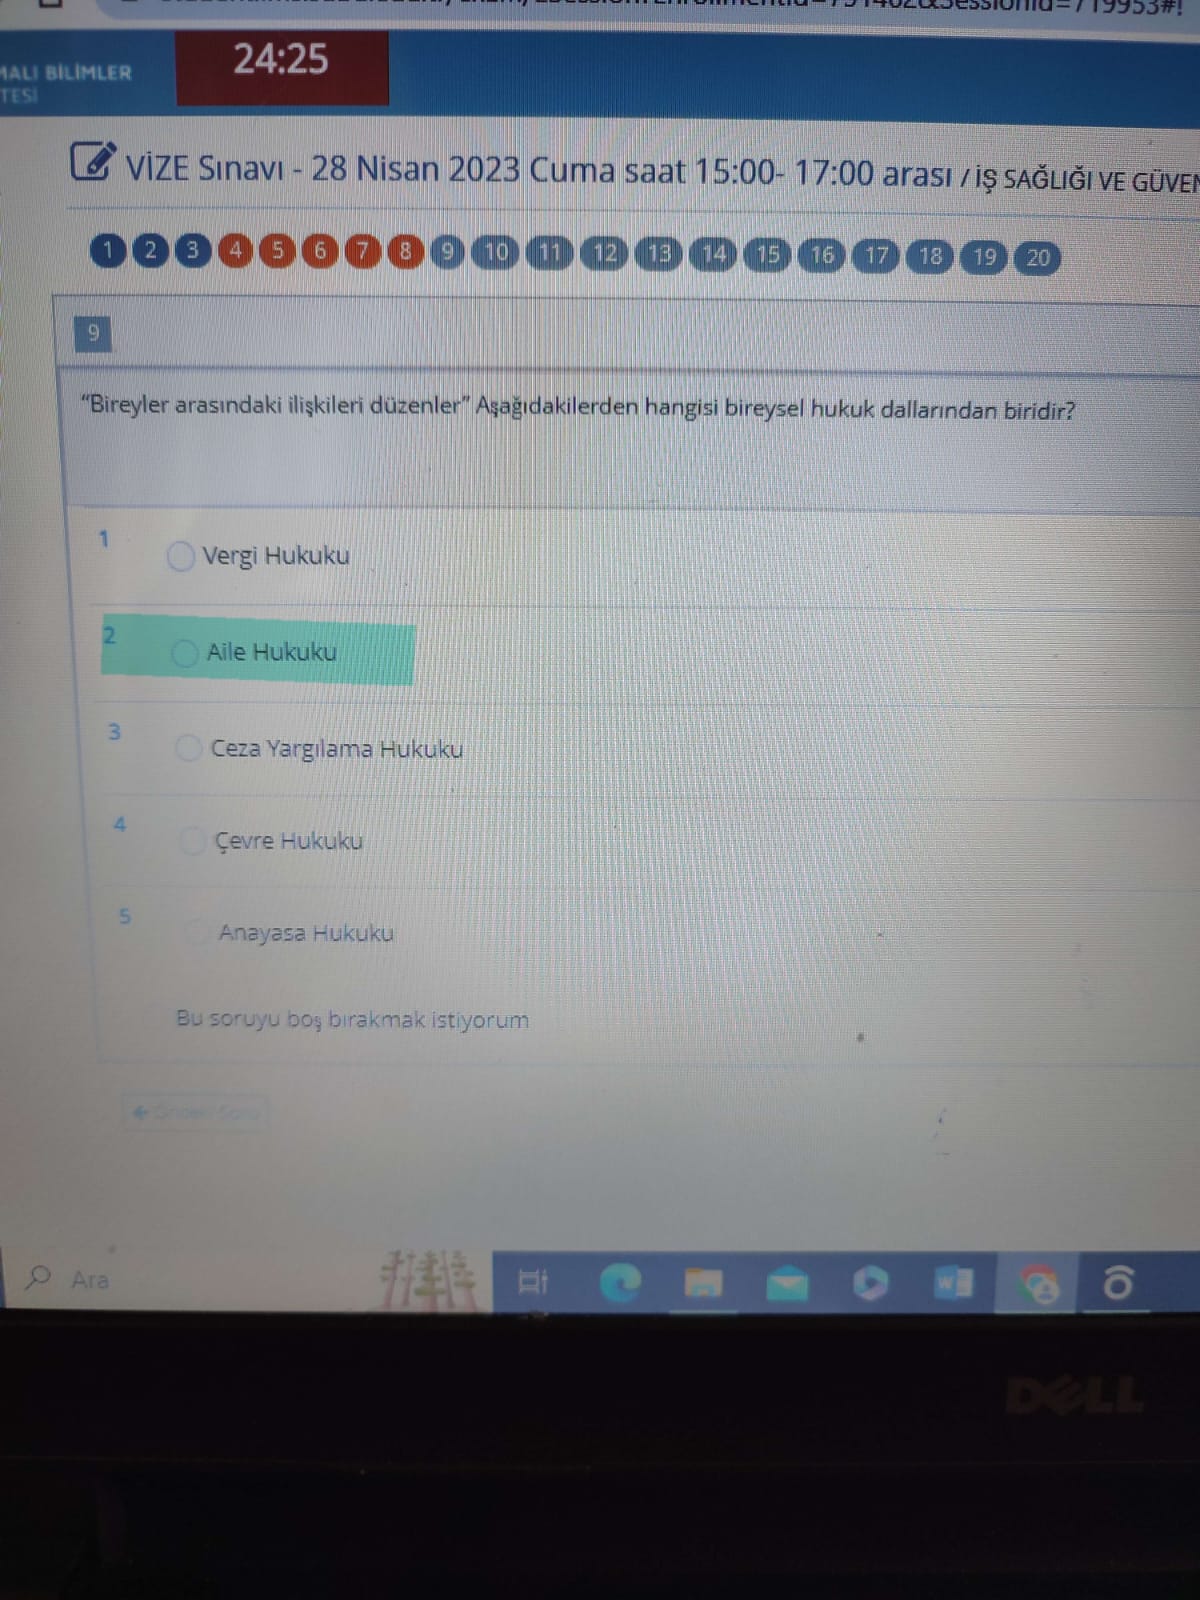 24:25
MALI BİLİMLER
TESİ
VİZE Sınavı - 28 Nisan 2023 Cuma saat 15:00- 17:00 arası / İŞ SAĞLIĞI VE GÜVEN
1 2 3 4 5 6 7 8 9 10 11 12 13 14 15 16 17 18 19 20
9
“Bireyler arasındaki ilişkileri düzenler” Aşağıdakilerden hangisi bireysel hukuk dallarından biridir?
1 Vergi Hukuku
2 Aile Hukuku
3 Ceza Yargılama Hukuku
4 Çevre Hukuku
5 Anayasa Hukuku
Bu soruyu boş bırakmak istiyorum
Önceki Soru
Ara
DELL